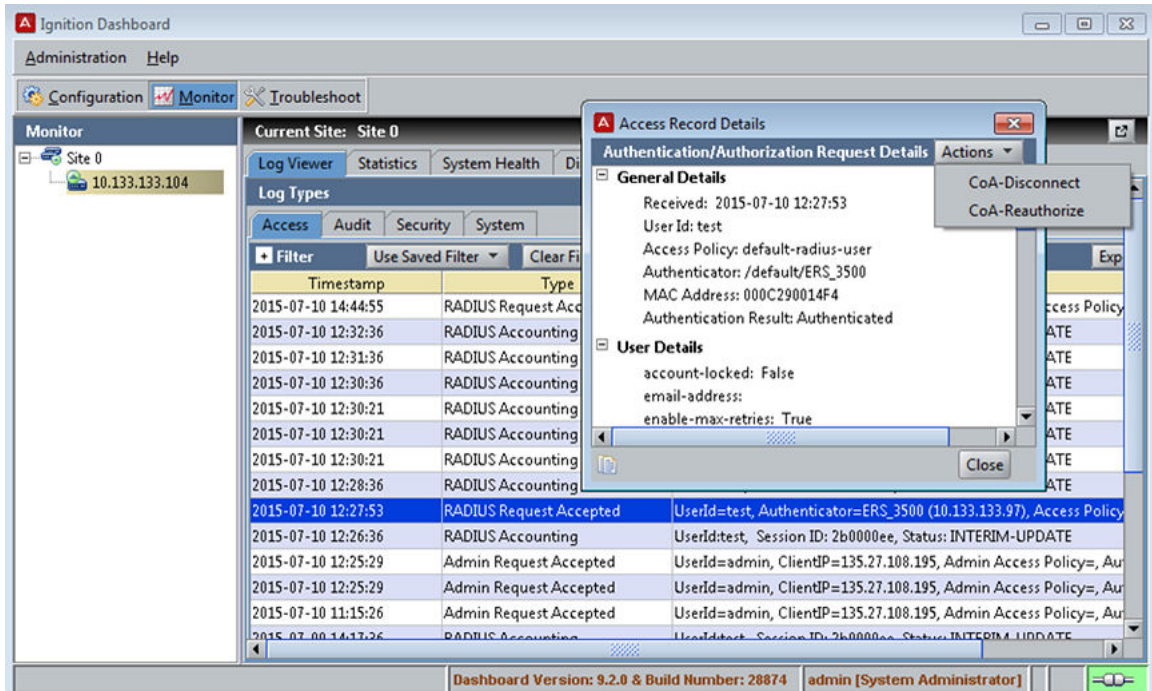 Ignition Dashboard
Administration Help
Configuration Monitor Troubleshoot
Monitor
Site 0
10.133.133.104
Current Site: Site 0
Log Viewer Statistics System Health
Log Types
Access Audit Security System
Filter Use Saved Filter Clear
Timestamp Type
2015-07-10 14:44:55 RADIUS Request
2015-07-10 12:32:36 RADIUS Accounting
2015-07-10 12:31:36 RADIUS Accounting
2015-07-10 12:30:36 RADIUS Accounting
2015-07-10 12:30:21 RADIUS Accounting
2015-07-10 12:30:21 RADIUS Accounting
2015-07-10 12:30:21 RADIUS Accounting
2015-07-10 12:28:36 RADIUS Accounting
2015-07-10 12:27:53 RADIUS Request Accepted UserId=test, Authenticator=ERS_3500 (10.133.133.97), Access Policy
2015-07-10 12:26:36 RADIUS Accounting UserId:test, Session ID: 2b0000ee, Status: INTERIM-UPDATE
2015-07-10 12:25:29 Admin Request Accepted UserId=admin, ClientIP=135.27.108.195, Admin Access Policy=, Au
2015-07-10 12:25:29 Admin Request Accepted UserId=admin, ClientIP=135.27.108.195, Admin Access Policy=, Au
2015-07-10 11:15:26 Admin Request Accepted UserId=admin, ClientIP=135.27.108.195, Admin Access Policy=, Au
Access Record Details
Authentication/Authorization Request Details Actions
CoA-Disconnect
CoA-Reauthorize
General Details
Received: 2015-07-10 12:27:53
User Id: test
Access Policy: default-radius-user
Authenticator: /default/ERS_3500
MAC Address: 000C290014F4
Authentication Result: Authenticated
User Details
account-locked: False
email-address:
enable-max-retries: True
Close
Exp
Policy
ATE
ATE
ATE
ATE
ATE
ATE
ATE
Dashboard Version: 9.2.0 & Build Number: 28874 admin [System Administrator]